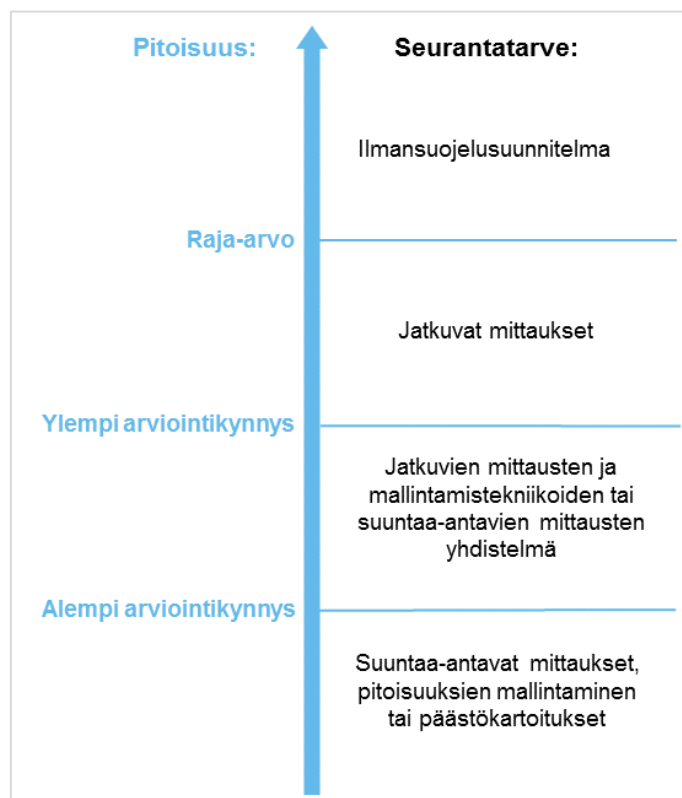 Pitoisuus:
Seurantatarve:
Ilmansuojelusuunnitelma
Raja-arvo
Jatkuvat mittaukset
Ylempi arviointikynnys
Jatkuvien mittausten ja
mallintamistekniikoiden tai
suuntaa-antavien mittausten
yhdistelmä
Alempi arviointikynnys
Suuntaa-antavat mittaukset,
pitoisuuksien mallintaminen
tai päästökartoitukset